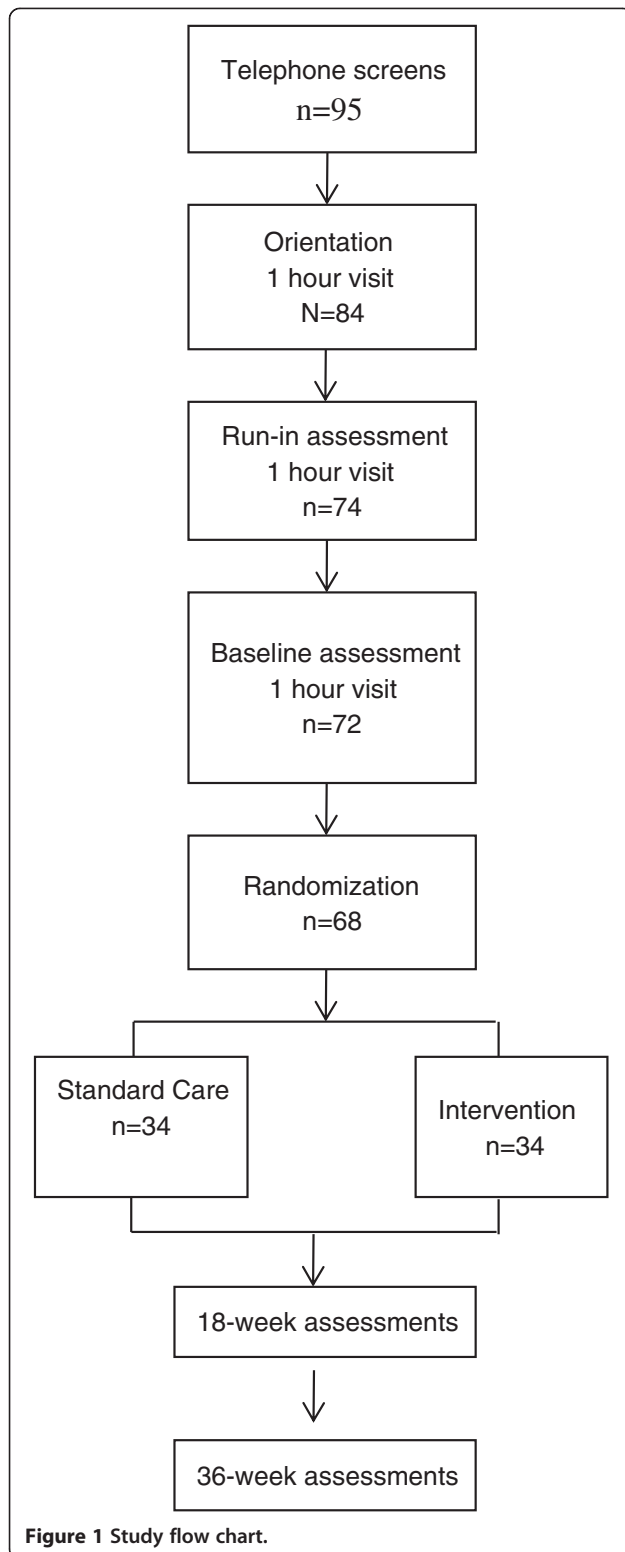 Telephone screens
n=95
Orientation
1 hour visit
N=84
Run-in assessment
1 hour visit
n=74
Baseline assessment
1 hour visit
n=72
Randomization
n=68
Standard Care
n=34
Intervention
n=34
18-week assessments
36-week assessments
Figure 1 Study flow chart.